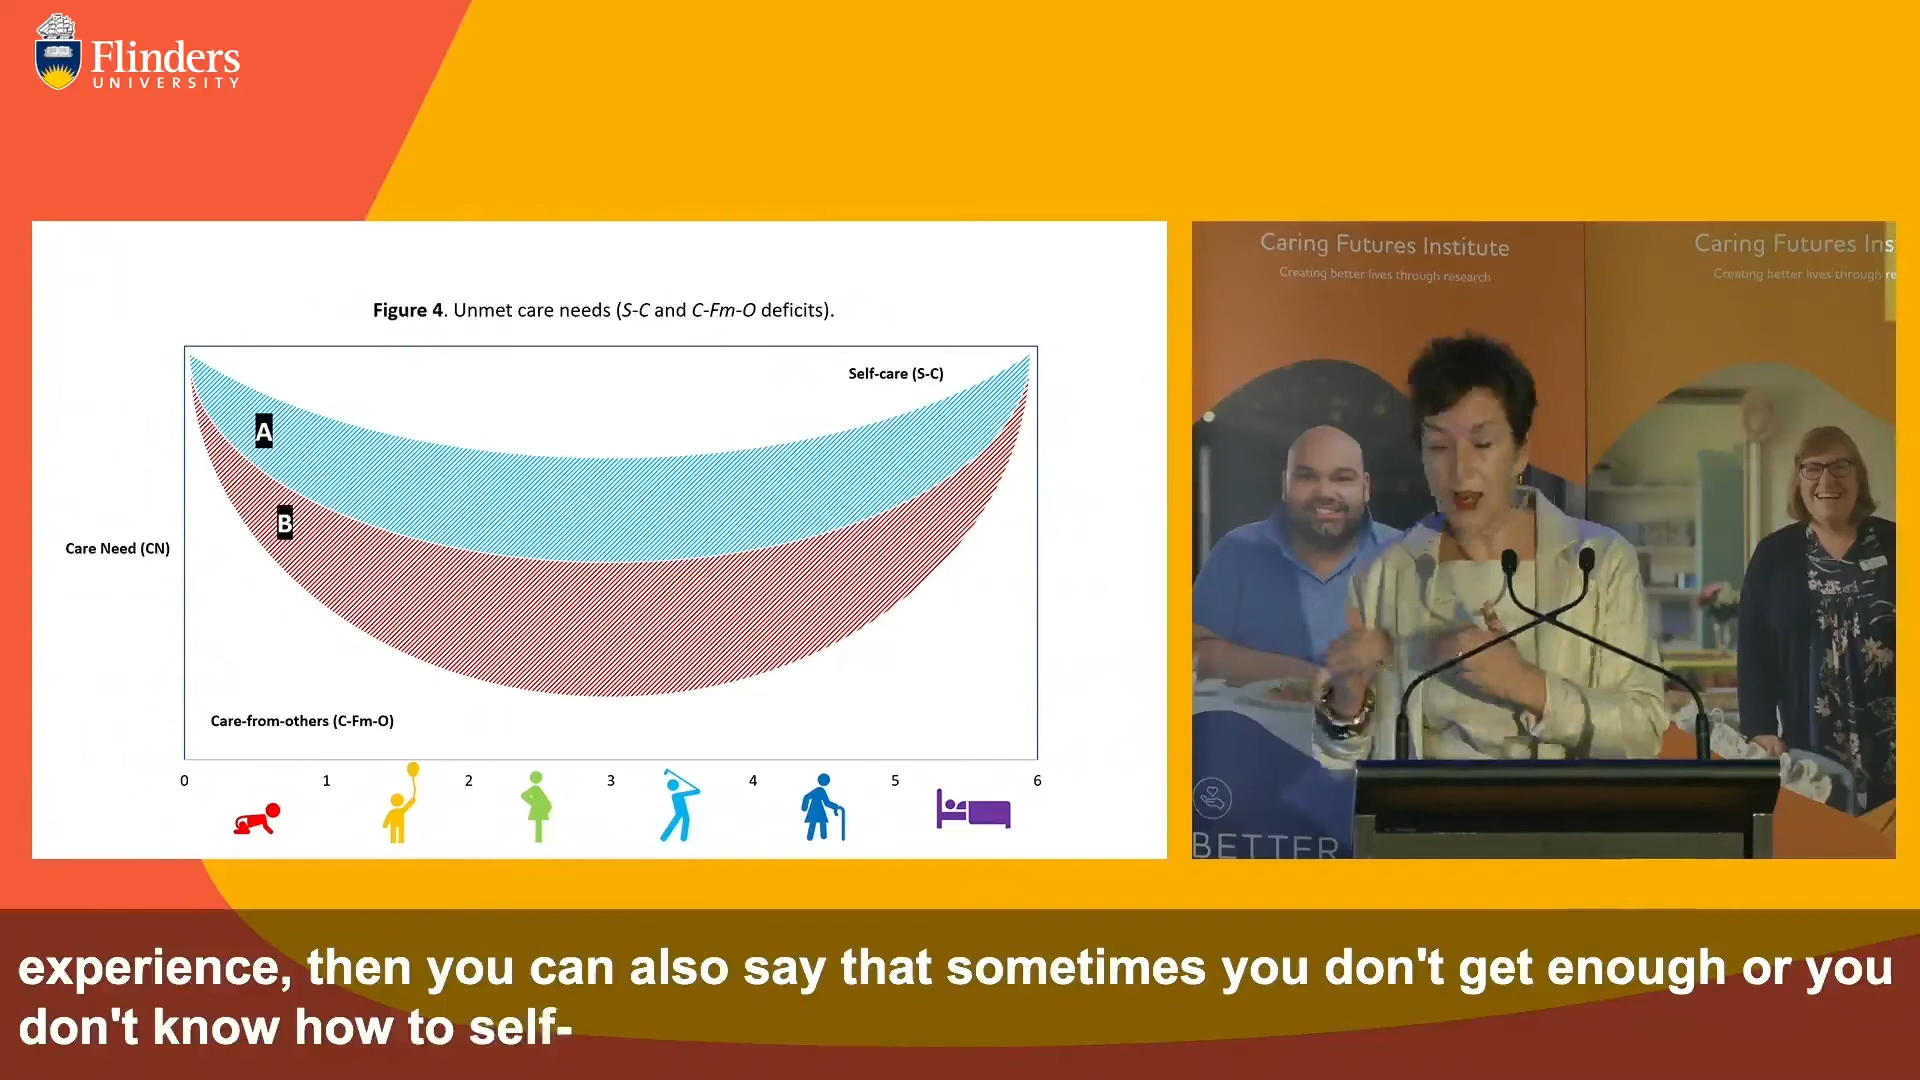 Flinders
UNIVERSITY
Figure 4. Unmet care needs (S-C and C-Fm-O deficits).
Self-care (S-C)
A
B
Care Need (CN)
Care-from-others (C-Fm-O)
0 1 2 3 4 5 6
Caring Futures Institute
Creating better lives through research
Caring Futures Ins
Creating better lives through re
BETTER
experience, then you can also say that sometimes you don't get enough or you
don't know how to self-